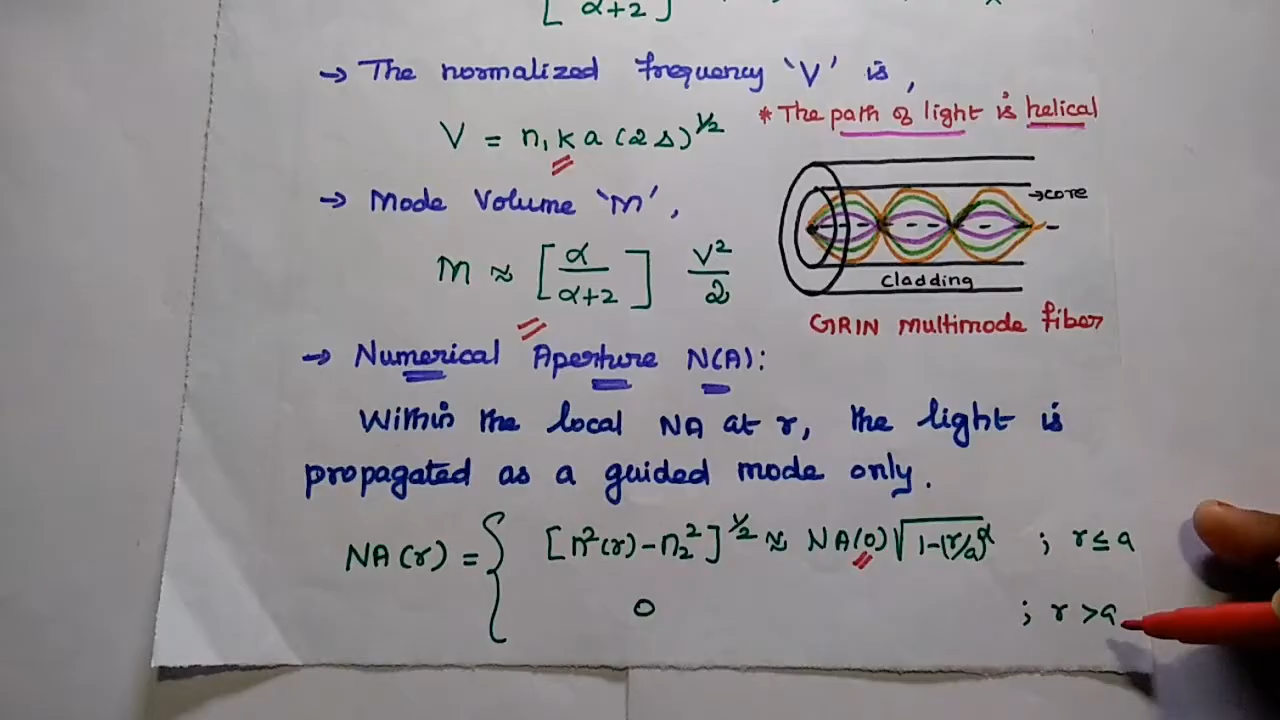 [ α+2 ]
→ The normalized frequency 'V' is,
V = n₁ k a (2Δ)^1/2
* The path of light is helical
→ Mode Volume 'M',
→ core
M ≈ [ α/α+2 ] V²/2
cladding
GRIN multimode fiber
→ Numerical Aperture N(A):
Within the local NA at r, the light is
propagated as a guided mode only.
NA(r) = { [n²(r) - n₂²]^1/2 ≈ NA(0) √1-(r/a)^α ; r ≤ a
0 ; r > a